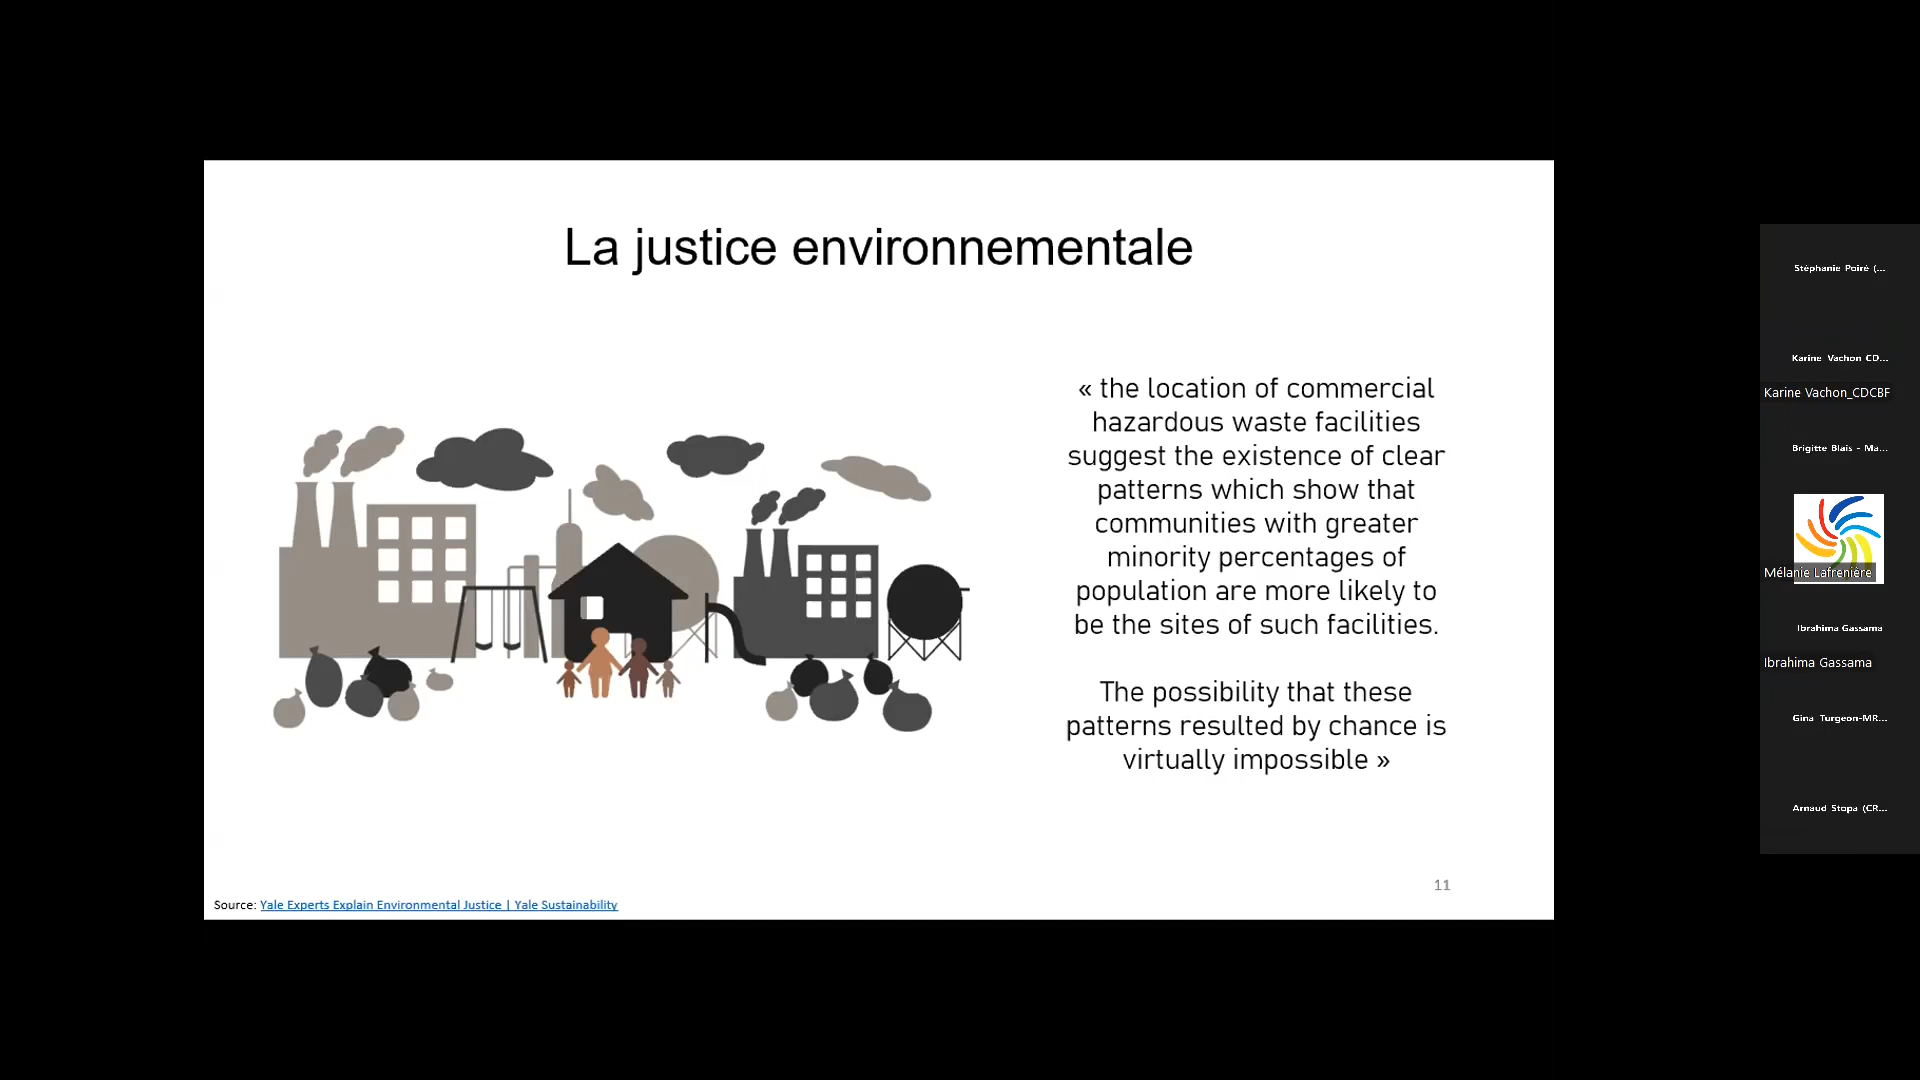 La justice environnementale
« the location of commercial
hazardous waste facilities
suggest the existence of clear
patterns which show that
communities with greater
minority percentages of
population are more likely to
be the sites of such facilities.
The possibility that these
patterns resulted by chance is
virtually impossible »
11
Source: Yale Experts Explain Environmental Justice | Yale Sustainability
Stéphanie Poiré (...
Karine Vachon CD...
Karine Vachon_CDCBF
Brigitte Blais - Ma...
Mélanie Lafrenière
Ibrahima Gassama
Ibrahima Gassama
Gina Turgeon-MR...
Arnaud Stopa (CR...